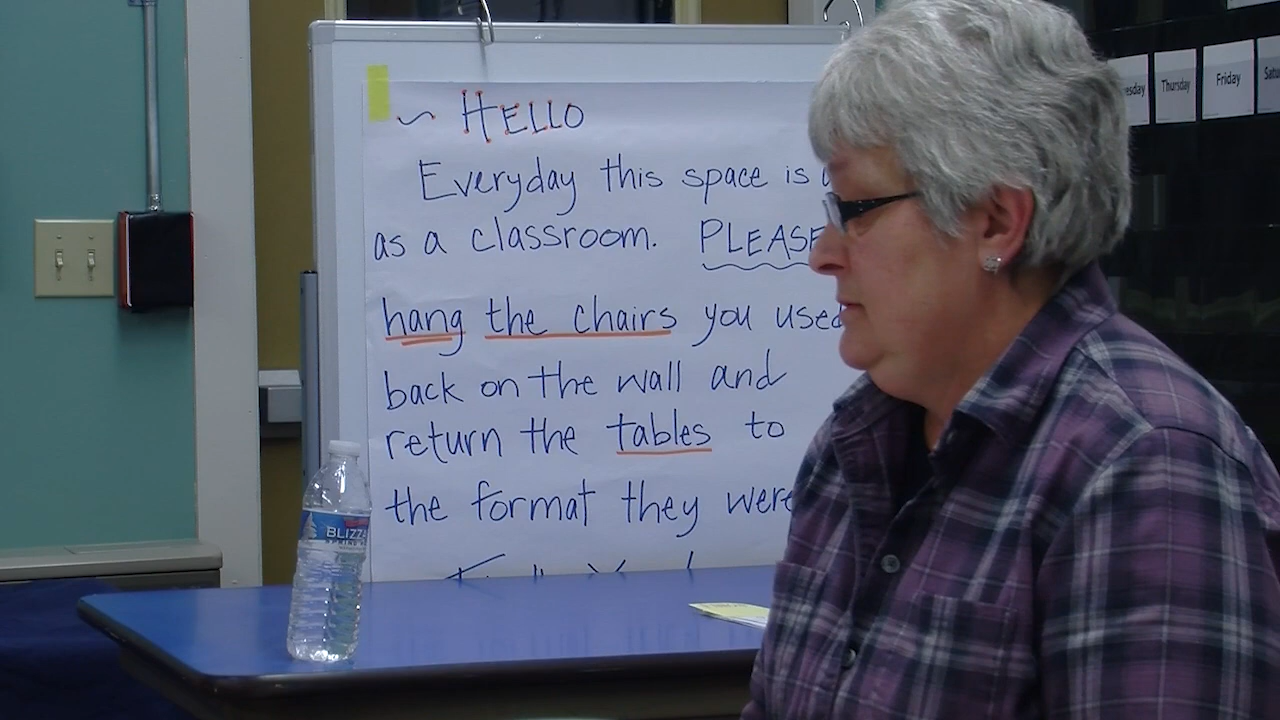 ~ HELLO
Everyday this space is
as a classroom. PLEASE
hang the chairs you used
back on the wall and
return the tables to
the format they were
BLIZZ
Thursday
Friday